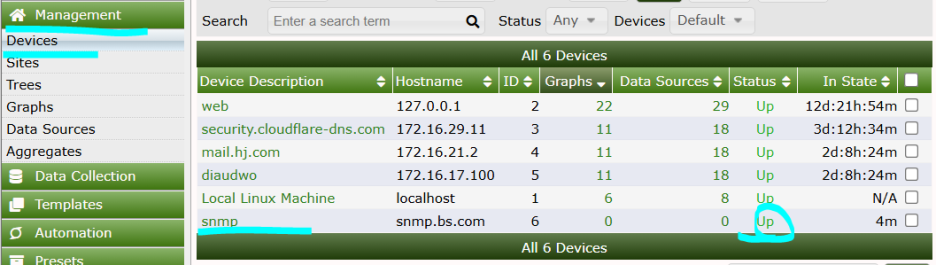 Management
Devices
Sites
Trees
Graphs
Data Sources
Aggregates
Data Collection
Templates
Automation
Presets
Search Enter a search term Status Any Devices Default
All 6 Devices
Device Description Hostname ID Graphs Data Sources Status In State
web 127.0.0.1 2 22 29 Up 12d:21h:54m
security.cloudflare-dns.com 172.16.29.11 3 11 18 Up 3d:12h:34m
mail.hj.com 172.16.21.2 4 11 18 Up 2d:8h:24m
diaudwo 172.16.17.100 5 11 18 Up 2d:8h:24m
Local Linux Machine localhost 1 6 8 Up N/A
snmp snmp.bs.com 6 0 0 Up 4m
All 6 Devices